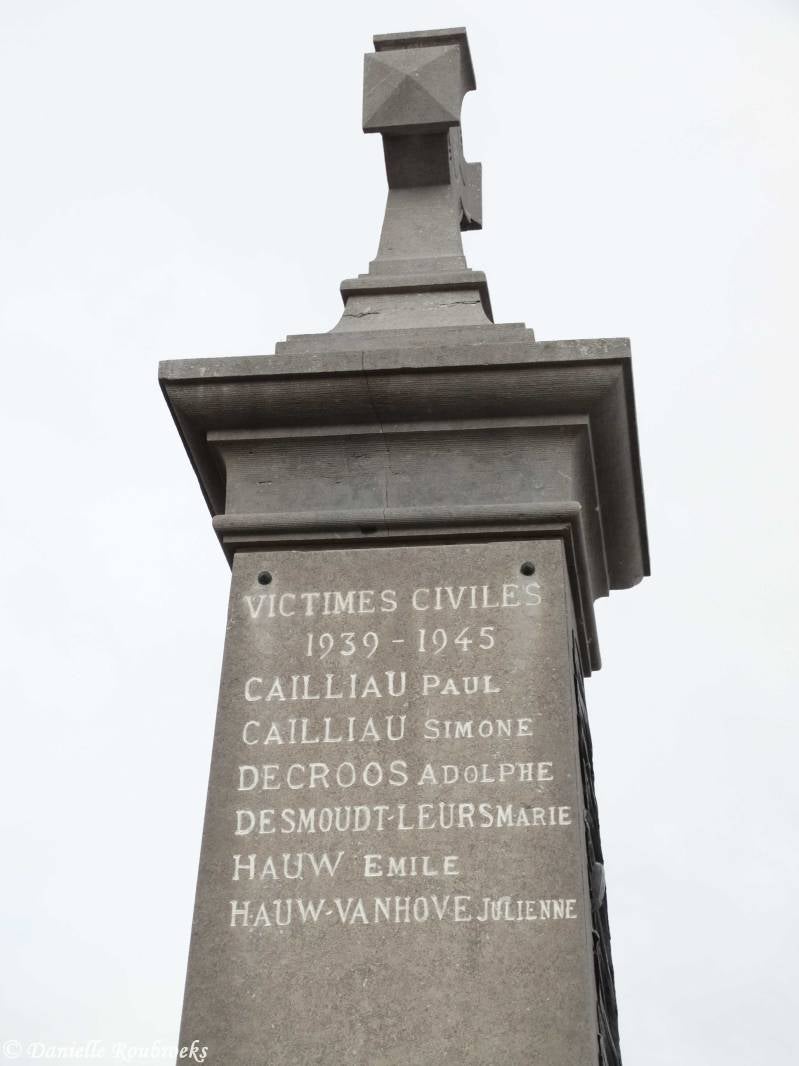 VICTIMES CIVILES
1939 - 1945
CAILLIAU PAUL
CAILLIAU SIMONE
DECROOS ADOLPHE
DESMOUDT-LEURS MARIE
HAUW EMILE
HAUW-VANHOVE JULIENNE
© Danielle Roubroeks